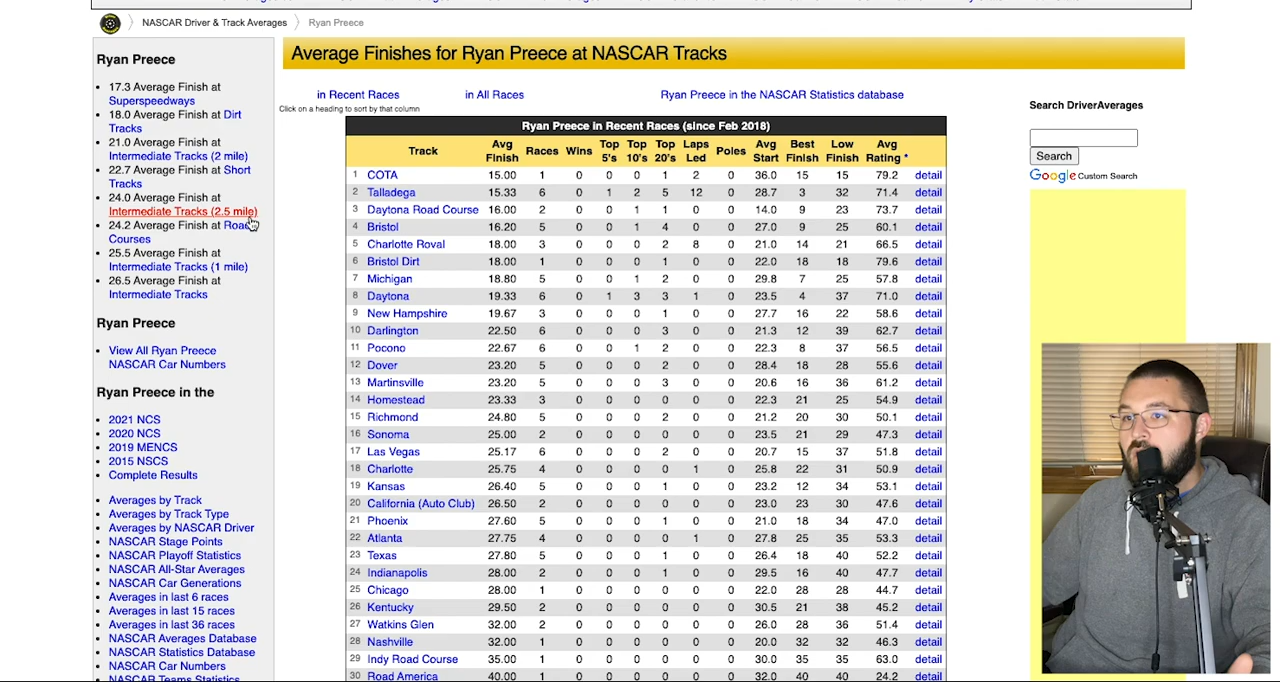 NASCAR Driver & Track Averages
Ryan Preece
Ryan Preece
17.3 Average Finish at
Superspeedways
18.0 Average Finish at Dirt
Tracks
21.0 Average Finish at
Intermediate Tracks (2 mile)
22.7 Average Finish at Short
Tracks
24.0 Average Finish at
Intermediate Tracks (2.5 mile)
24.2 Average Finish at Road
Courses
25.5 Average Finish at
Intermediate Tracks (1 mile)
26.5 Average Finish at
Intermediate Tracks
Ryan Preece
View All Ryan Preece
NASCAR Car Numbers
Ryan Preece in the
2021 NCS
2020 NCS
2019 MENCS
2015 NSCS
Complete Results
Averages by Track
Averages by Track Type
Averages by NASCAR Driver
NASCAR Stage Points
NASCAR Playoff Statistics
NASCAR All-Star Averages
NASCAR Car Generations
Averages in last 6 races
Averages in last 15 races
Averages in last 36 races
NASCAR Averages Database
NASCAR Statistics Database
NASCAR Car Numbers
NASCAR Teams Statistics
Average Finishes for Ryan Preece at NASCAR Tracks
in Recent Races in All Races Ryan Preece in the NASCAR Statistics database
Click on a heading to sort by that column
Ryan Preece in Recent Races (since Feb 2018)
Track Avg Finish Races Wins Top 5's Top 10's Top 20's Laps Led Poles Avg Start Best Finish Low Finish Avg Rating *
1 COTA 15.00 1 0 0 0 1 2 0 36.0 15 15 79.2 detail
2 Talladega 15.33 6 0 1 2 5 12 0 28.7 3 32 71.4 detail
3 Daytona Road Course 16.00 2 0 0 1 1 0 0 14.0 9 23 73.7 detail
4 Bristol 16.20 5 0 0 1 4 0 0 27.0 9 25 60.1 detail
5 Charlotte Roval 18.00 3 0 0 0 2 8 0 21.0 14 21 66.5 detail
6 Bristol Dirt 18.00 1 0 0 0 1 0 0 22.0 18 18 79.6 detail
7 Michigan 18.80 5 0 0 1 2 0 0 29.8 7 25 57.8 detail
8 Daytona 19.33 6 0 1 3 3 1 0 23.5 4 37 71.0 detail
9 New Hampshire 19.67 3 0 0 0 1 0 0 27.7 16 22 58.6 detail
10 Darlington 22.50 6 0 0 0 3 0 0 21.3 12 39 62.7 detail
11 Pocono 22.67 6 0 0 1 2 0 0 22.3 8 37 56.5 detail
12 Dover 23.20 5 0 0 0 2 0 0 28.4 18 28 55.6 detail
13 Martinsville 23.20 5 0 0 0 3 0 0 20.6 16 36 61.2 detail
14 Homestead 23.33 3 0 0 0 0 0 0 22.3 21 25 54.9 detail
15 Richmond 24.80 5 0 0 0 2 0 0 21.2 20 30 50.1 detail
16 Sonoma 25.00 2 0 0 0 0 0 0 23.5 21 29 47.3 detail
17 Las Vegas 25.17 6 0 0 0 2 0 0 20.7 15 37 51.8 detail
18 Charlotte 25.75 4 0 0 0 0 1 0 25.8 22 31 50.9 detail
19 Kansas 26.40 5 0 0 0 1 0 0 23.2 12 34 53.1 detail
20 California (Auto Club) 26.50 2 0 0 0 0 0 0 23.0 23 30 47.6 detail
21 Phoenix 27.60 5 0 0 0 1 0 0 21.0 18 34 47.0 detail
22 Atlanta 27.75 4 0 0 0 0 1 0 27.8 25 35 53.3 detail
23 Texas 27.80 5 0 0 0 1 0 0 26.4 18 40 52.2 detail
24 Indianapolis 28.00 2 0 0 0 1 0 0 29.5 16 40 47.7 detail
25 Chicago 28.00 1 0 0 0 0 0 0 22.0 28 28 44.7 detail
26 Kentucky 29.50 2 0 0 0 0 0 0 30.5 21 38 45.2 detail
27 Watkins Glen 32.00 2 0 0 0 0 0 0 26.0 28 36 51.4 detail
28 Nashville 32.00 1 0 0 0 0 0 0 20.0 32 32 46.3 detail
29 Indy Road Course 35.00 1 0 0 0 0 0 0 30.0 35 35 63.0 detail
30 Road America 40.00 1 0 0 0 0 0 0 32.0 40 40 24.2 detail
Search DriverAverages
Search
Google Custom Search